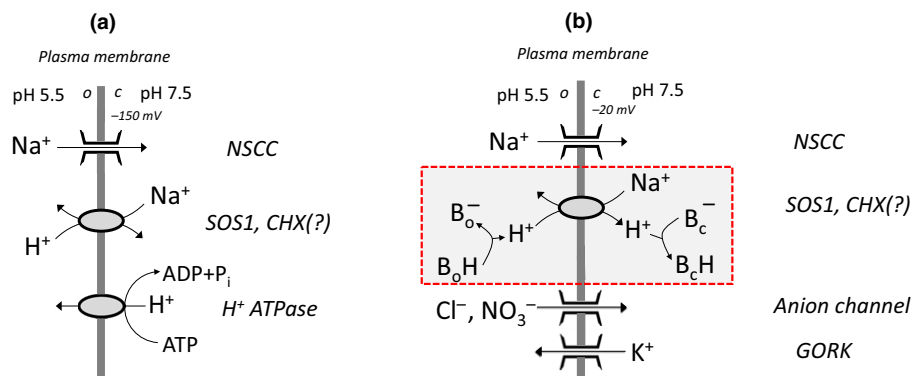 (a)
Plasma membrane
pH 5.5 o c pH 7.5
–150 mV
Na⁺ NSCC
Na⁺
SOS1, CHX(?)
H⁺
ADP+Pᵢ
H⁺ H⁺ ATPase
ATP
(b)
Plasma membrane
pH 5.5 o c pH 7.5
–20 mV
Na⁺ NSCC
Na⁺
SOS1, CHX(?)
Bₒ⁻ H⁺ H⁺ B꜀⁻
BₒH B꜀H
Cl⁻, NO₃⁻ Anion channel
K⁺ GORK